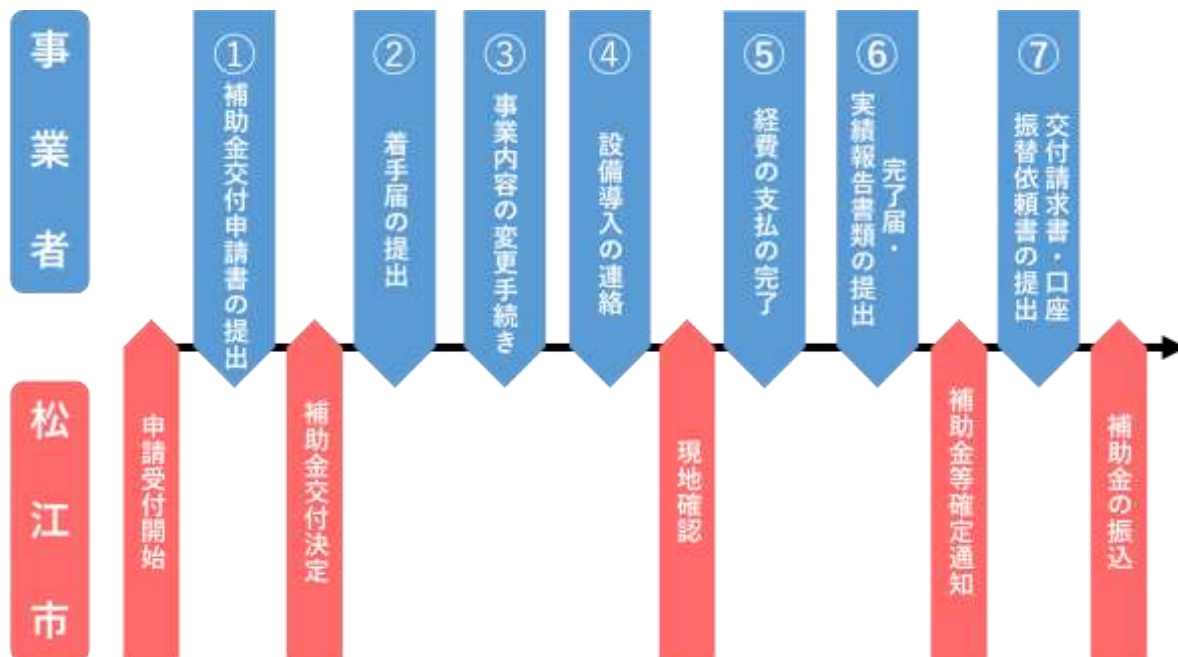 事業者
①
補助金交付申請書の提出
②
着手届の提出
③
事業内容の変更手続き
④
設備導入の連絡
⑤
経費の支払の完了
⑥
完了届・
実績報告書類の提出
⑦
交付請求書・口座
振替依頼書の提出
松江市
申請受付開始
補助金交付決定
現地確認
補助金等確定通知
補助金の振込